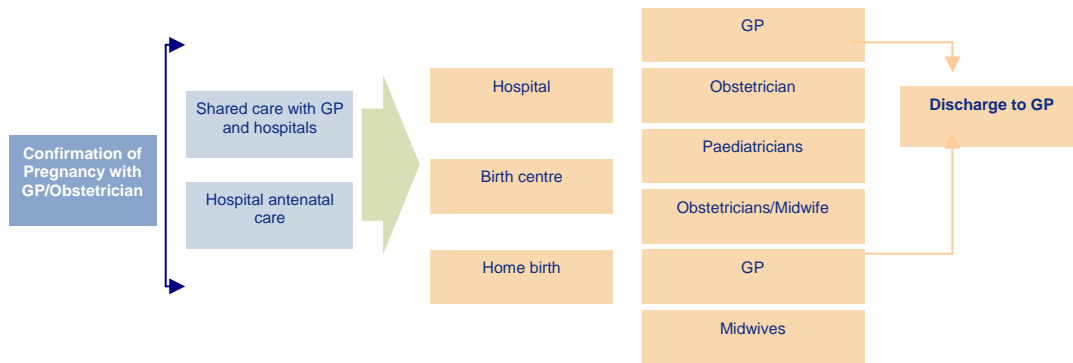 Confirmation of
Pregnancy with
GP/Obstetrician
Shared care with GP
and hospitals
Hospital antenatal
care
Hospital
Birth centre
Home birth
GP
Obstetrician
Paediatricians
Obstetricians/Midwife
GP
Midwives
Discharge to GP